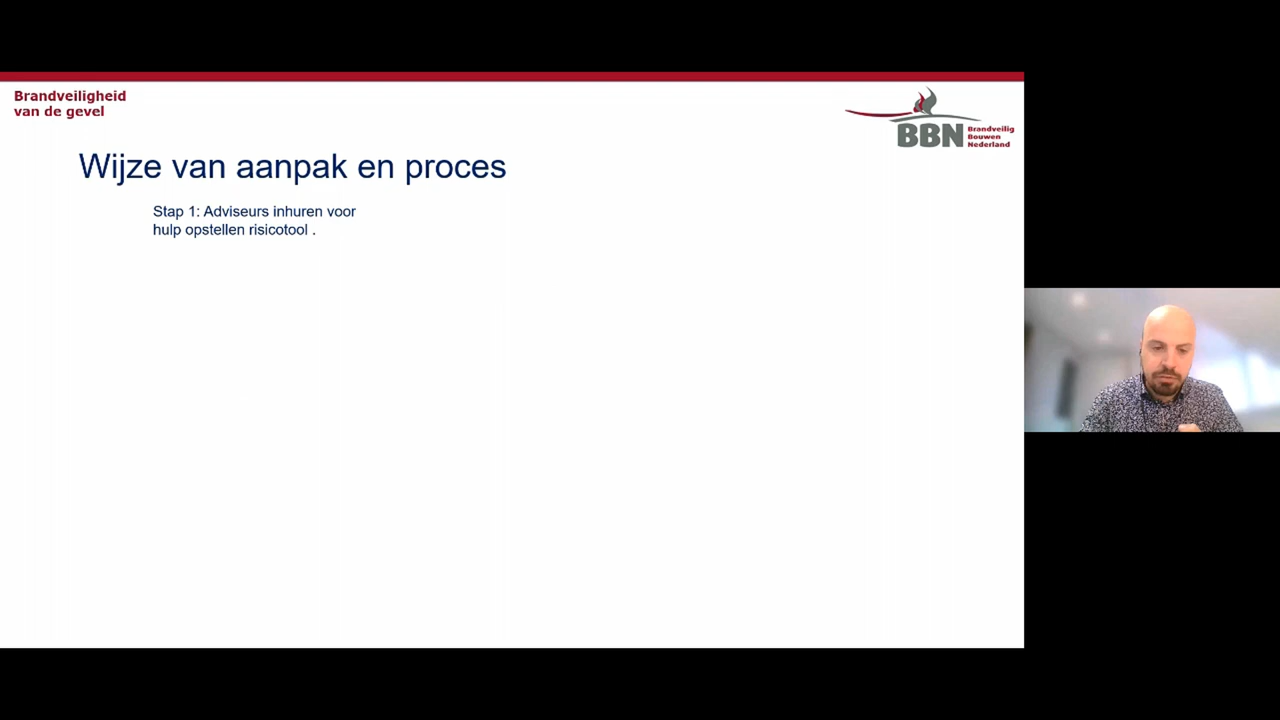 Brandveiligheid
van de gevel
BBN
Brandveilig
Bouwen
Nederland
Wijze van aanpak en proces
Stap 1: Adviseurs inhuren voor
hulp opstellen risicotool .